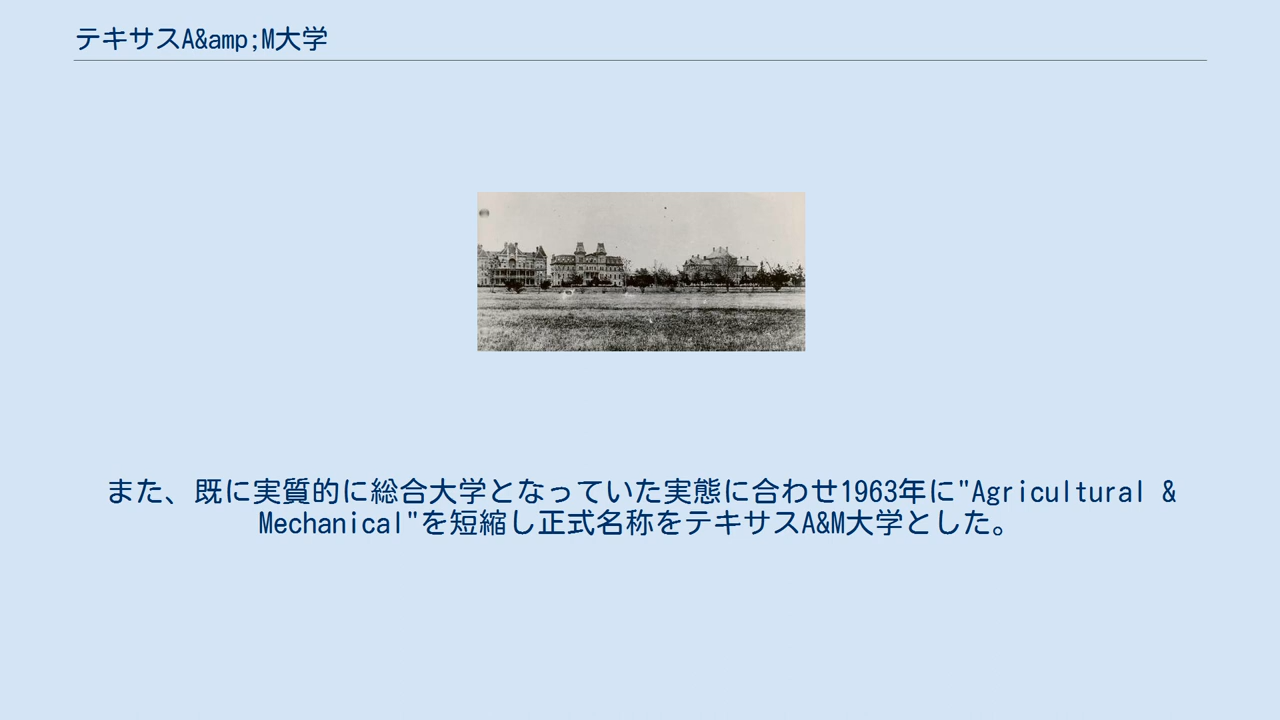 テキサスA&amp;M大学
また、既に実質的に総合大学となっていた実態に合わせ1963年に"Agricultural &
Mechanical"を短縮し正式名称をテキサスA&M大学とした。